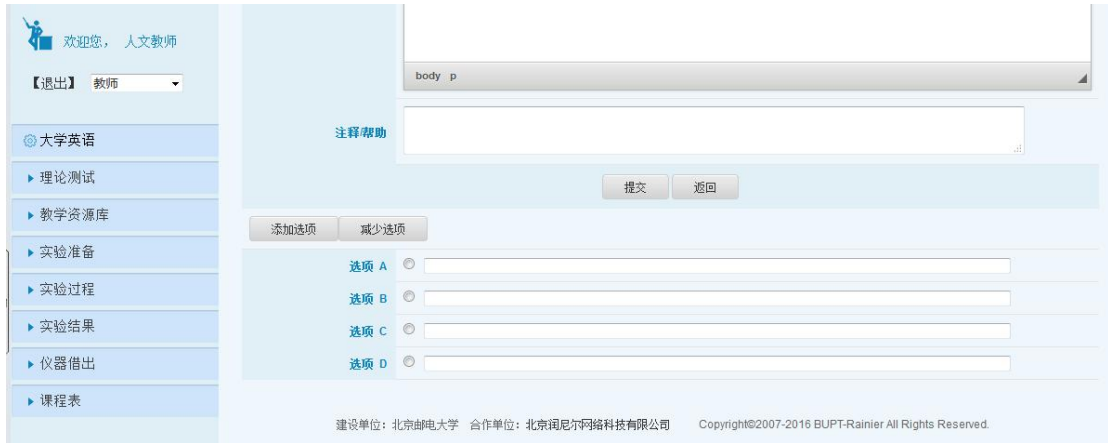 欢迎您， 人文教师
【退出】 教师
大学英语
理论测试
教学资源库
实验准备
实验过程
实验结果
仪器借出
课程表
body p
注释/帮助
提交 返回
添加选项 减少选项
选项 A
选项 B
选项 C
选项 D
建设单位：北京邮电大学 合作单位：北京润尼尔网络科技有限公司 Copyright©2007-2016 BUPT-Rainier All Rights Reserved.